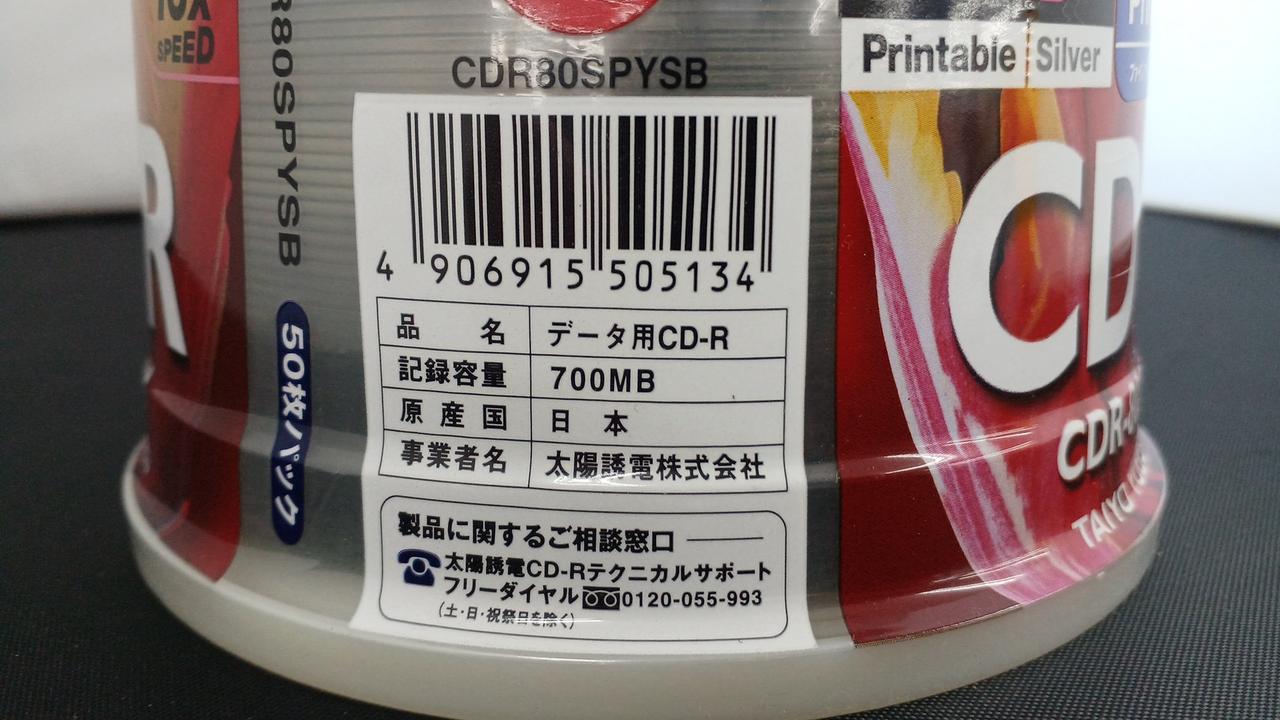 SPEED
R80SPYSB
50枚パック
R
CDR80SPYSB
4 906915 505134
品名 データ用CD-R
記録容量 700MB
原産国 日本
事業者名 太陽誘電株式会社
製品に関するご相談窓口
太陽誘電CD-Rテクニカルサポート
フリーダイヤル 0120-055-993
(土・日・祝祭日を除く)
Printable Silver
CD
CDR-
TAIYO